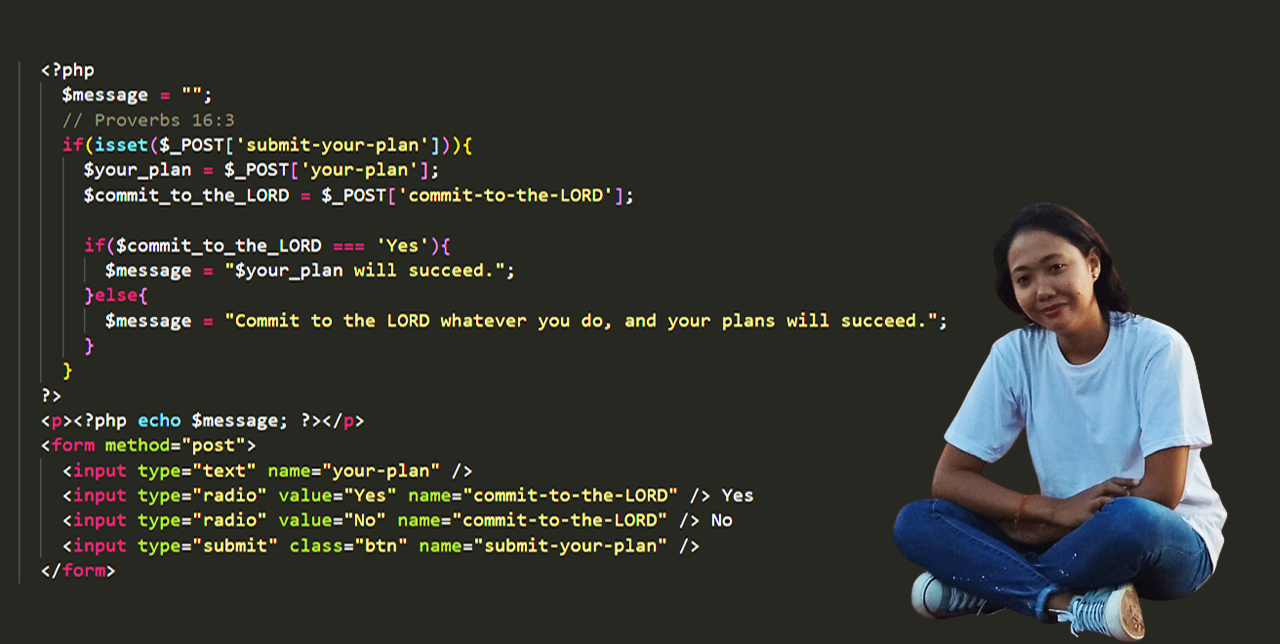 <?php
$message = "";
// Proverbs 16:3
if(isset($_POST['submit-your-plan'])){
$your_plan = $_POST['your-plan'];
$commit_to_the_LORD = $_POST['commit-to-the-LORD'];
if($commit_to_the_LORD === 'Yes'){
$message = "$your_plan will succeed.";
}else{
$message = "Commit to the LORD whatever you do, and your plans will succeed.";
}
}
?>
<p><?php echo $message; ?></p>
<form method="post">
<input type="text" name="your-plan" />
<input type="radio" value="Yes" name="commit-to-the-LORD" /> Yes
<input type="radio" value="No" name="commit-to-the-LORD" /> No
<input type="submit" class="btn" name="submit-your-plan" />
</form>